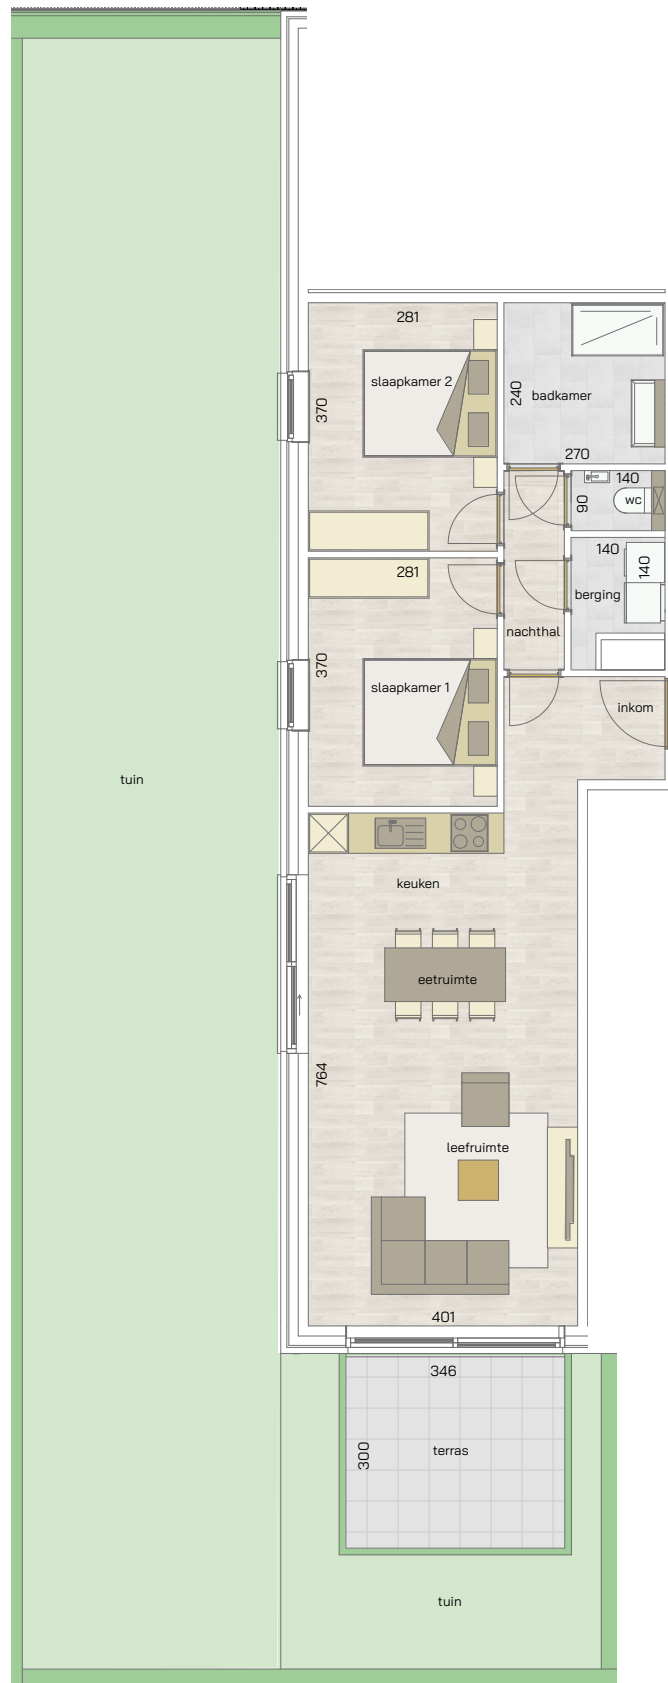 281
slaapkamer 2
370
240
badkamer
270
140
90
wc
281
140
140
berging
nachthal
370
slaapkamer 1
inkom
tuin
keuken
eetruimte
764
leefruimte
401
346
300
terras
tuin